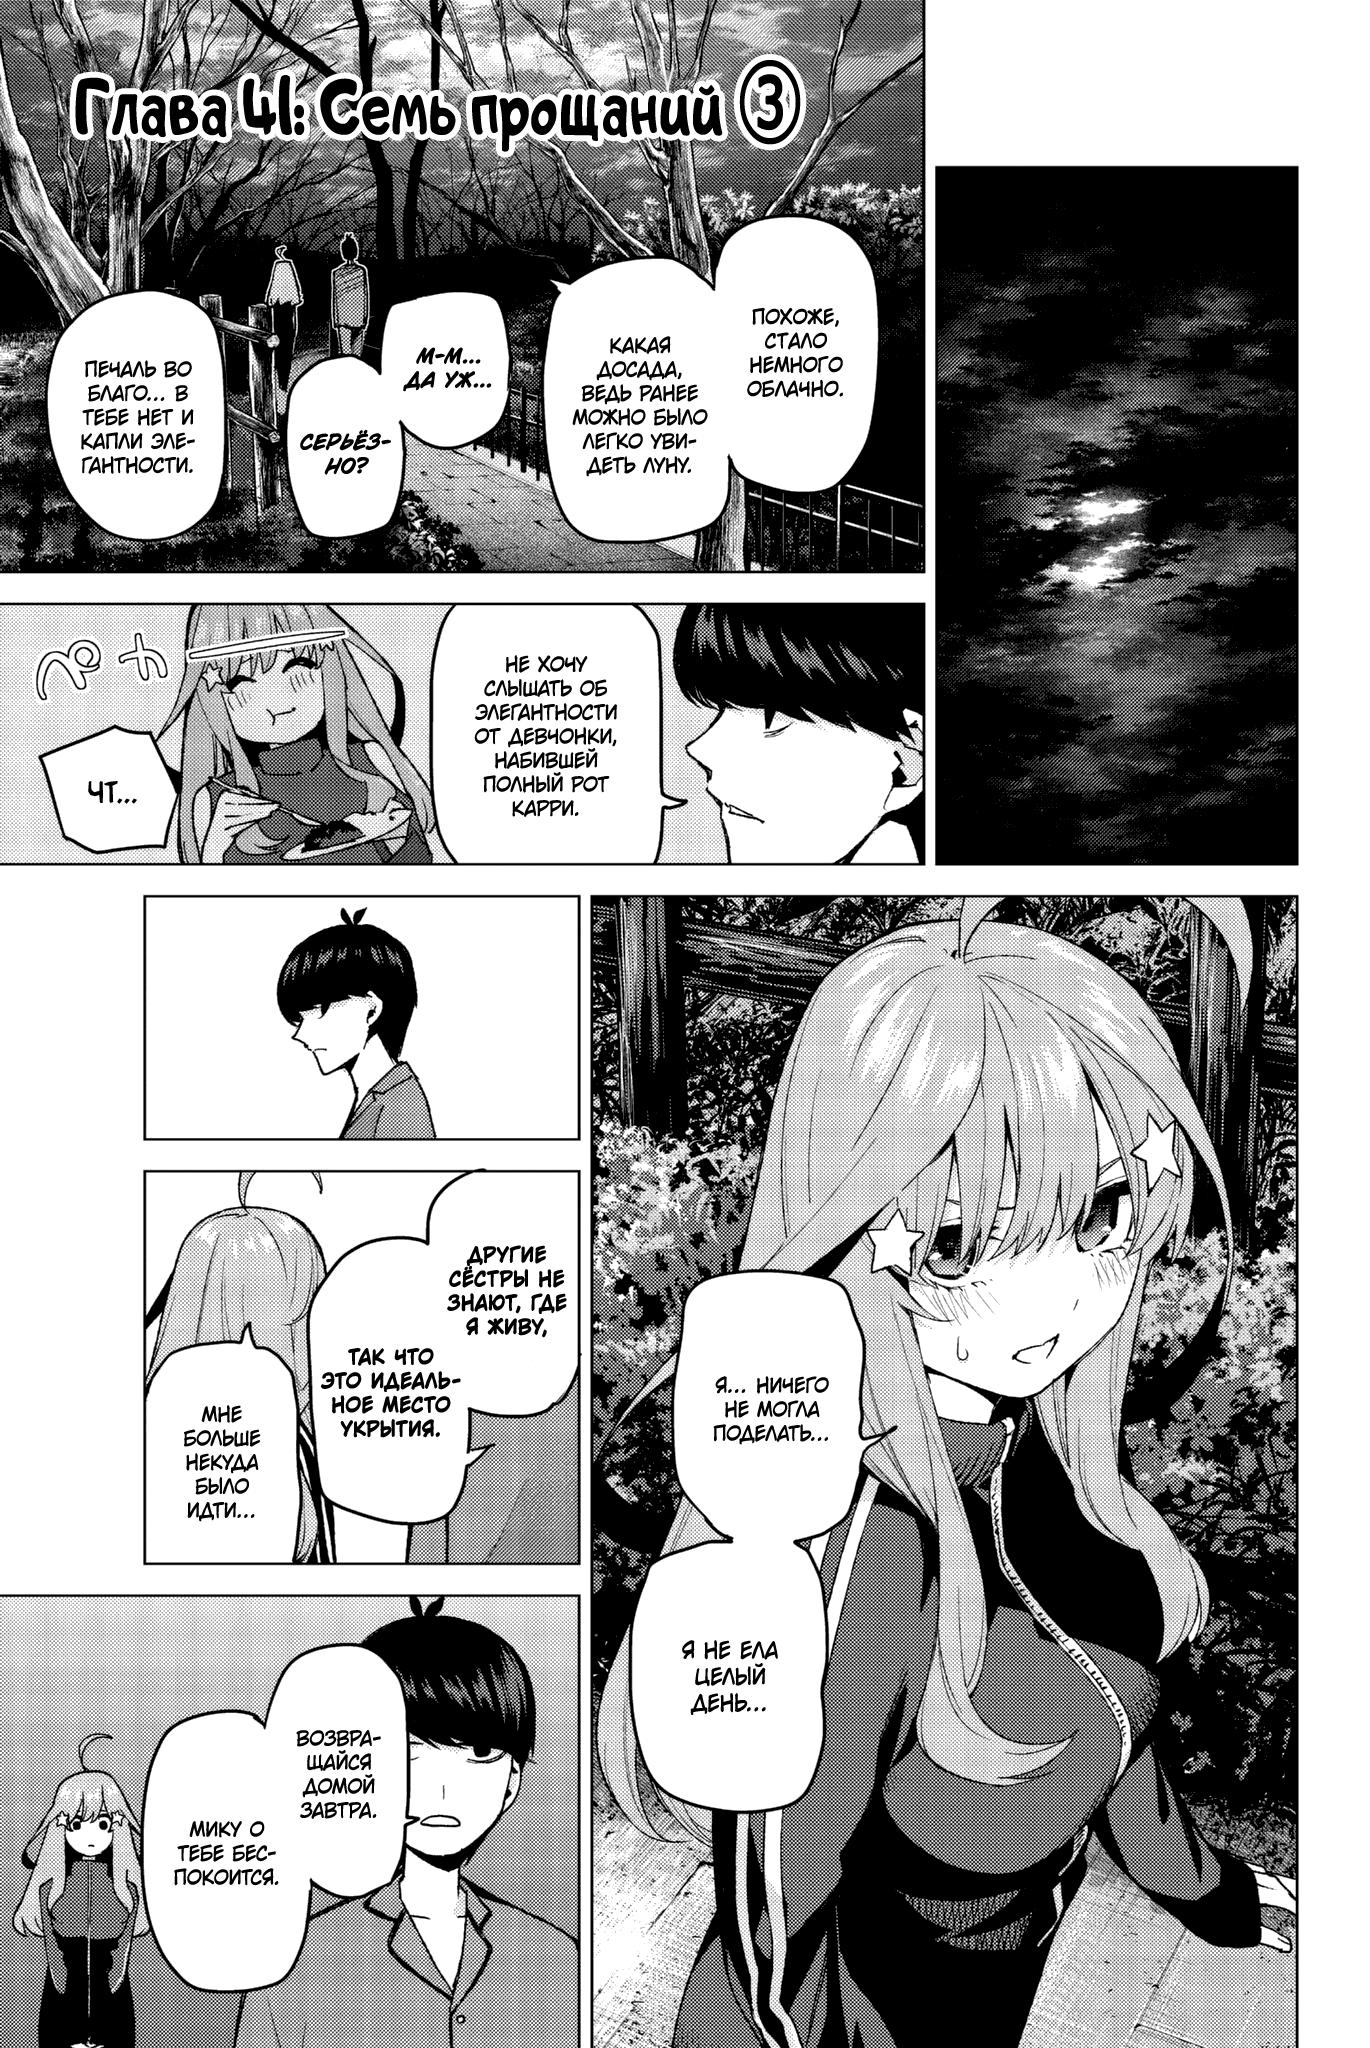 Глава 41: Семь прощаний ③
ПОХОЖЕ,
СТАЛО
НЕМНОГО
ОБЛАЧНО.
КАКАЯ
ДОСАДА,
ВЕДЬ РАНЕЕ
МОЖНО БЫЛО
ЛЕГКО УВИ-
ДЕТЬ ЛУНУ.
М-М...
ДА УЖ...
СЕРЬЁЗ-
НО?
ПЕЧАЛЬ ВО
БЛАГО... В
ТЕБЕ НЕТ И
КАПЛИ ЭЛЕ-
ГАНТНОСТИ.
НЕ ХОЧУ
СЛЫШАТЬ ОБ
ЭЛЕГАНТНОСТИ
ОТ ДЕВЧОНКИ,
НАБИВШЕЙ
ПОЛНЫЙ РОТ
КАРРИ.
ЧТ...
Я... НИЧЕГО
НЕ МОГЛА
ПОДЕЛАТЬ...
Я НЕ ЕЛА
ЦЕЛЫЙ
ДЕНЬ...
ДРУГИЕ
СЁСТРЫ НЕ
ЗНАЮТ, ГДЕ
Я ЖИВУ,
ТАК ЧТО
ЭТО ИДЕАЛЬ-
НОЕ МЕСТО
УКРЫТИЯ.
МНЕ
БОЛЬШЕ
НЕКУДА
БЫЛО
ИДТИ...
ВОЗВРА-
ЩАЙСЯ
ДОМОЙ
ЗАВТРА.
МИКУ О
ТЕБЕ БЕС-
ПОКОИТСЯ.